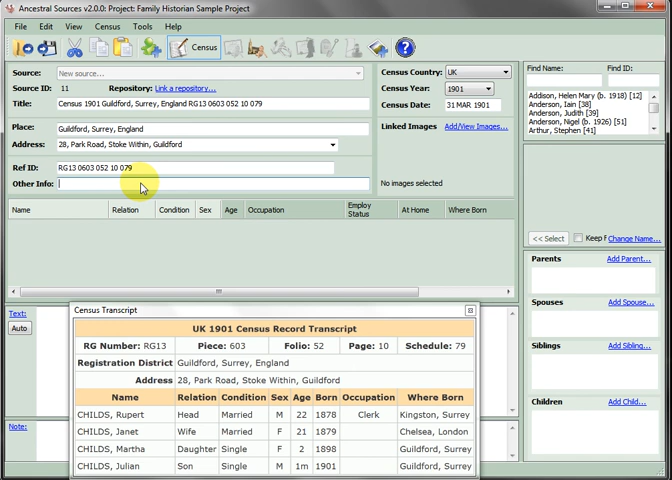 Ancestral Sources v2.0.0: Project: Family Historian Sample Project
File Edit View Census Tools Help
Census
Source: New source...
Source ID: 11 Repository: Link a repository...
Title: Census 1901 Guildford, Surrey, England RG13 0603 052 10 079
Place: Guildford, Surrey, England
Address: 28, Park Road, Stoke Within, Guildford
Ref ID: RG13 0603 052 10 079
Other Info:
Census Country: UK
Census Year: 1901
Census Date: 31 MAR 1901
Linked Images Add/View Images...
No images selected
Find Name: Find ID:
Addison, Helen Mary (b. 1918) [12]
Anderson, Iain [38]
Anderson, Judith [39]
Anderson, Nigel (b. 1926) [51]
Arthur, Stephen [41]
Name Relation Condition Sex Age Occupation Employ Status At Home Where Born
<< Select Keep F Change Name...
Parents Add Parent...
Spouses Add Spouse...
Siblings Add Sibling...
Children Add Child...
Text:
Auto
Note:
Census Transcript
UK 1901 Census Record Transcript
RG Number: RG13 Piece: 603 Folio: 52 Page: 10 Schedule: 79
Registration District Guildford, Surrey, England
Address 28, Park Road, Stoke Within, Guildford
Name Relation Condition Sex Age Born Occupation Where Born
CHILDS, Rupert Head Married M 22 1878 Clerk Kingston, Surrey
CHILDS, Janet Wife Married F 21 1879 Chelsea, London
CHILDS, Martha Daughter Single F 2 1898 Guildford, Surrey
CHILDS, Julian Son Single M 1m 1901 Guildford, Surrey